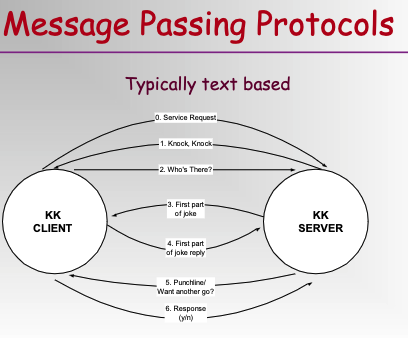 Message Passing Protocols
Typically text based
0. Service Request
1. Knock, Knock
2. Who's There?
KK
CLIENT
3. First part
of joke
KK
SERVER
4. First part
of joke reply
5. Punchline/
Want another go?
6. Response
(y/n)